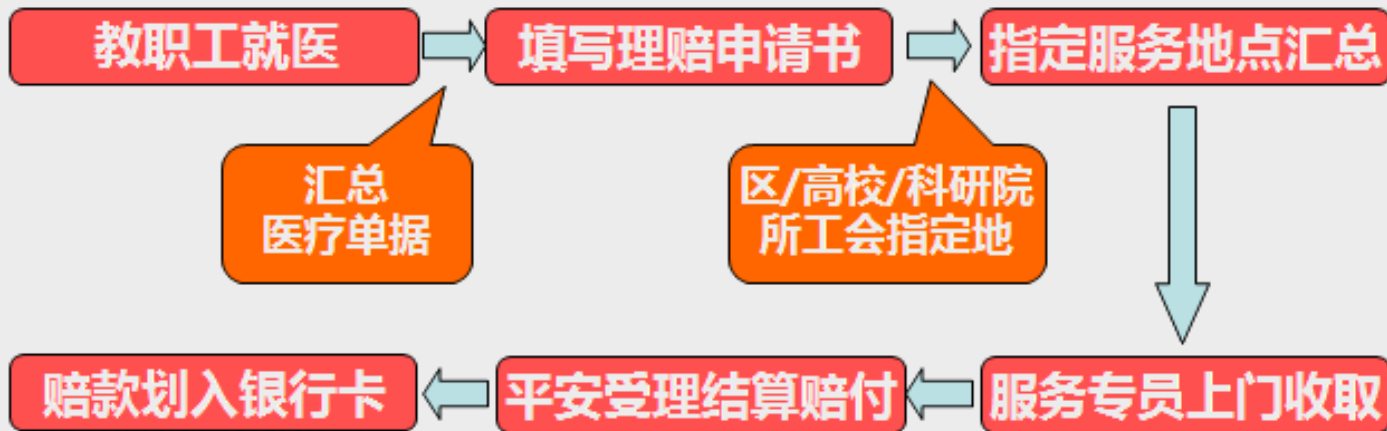 教职工就医
填写理赔申请书
指定服务地点汇总
汇总
医疗单据
区/高校/科研院
所工会指定地
服务专员上门收取
平安受理结算赔付
赔款划入银行卡